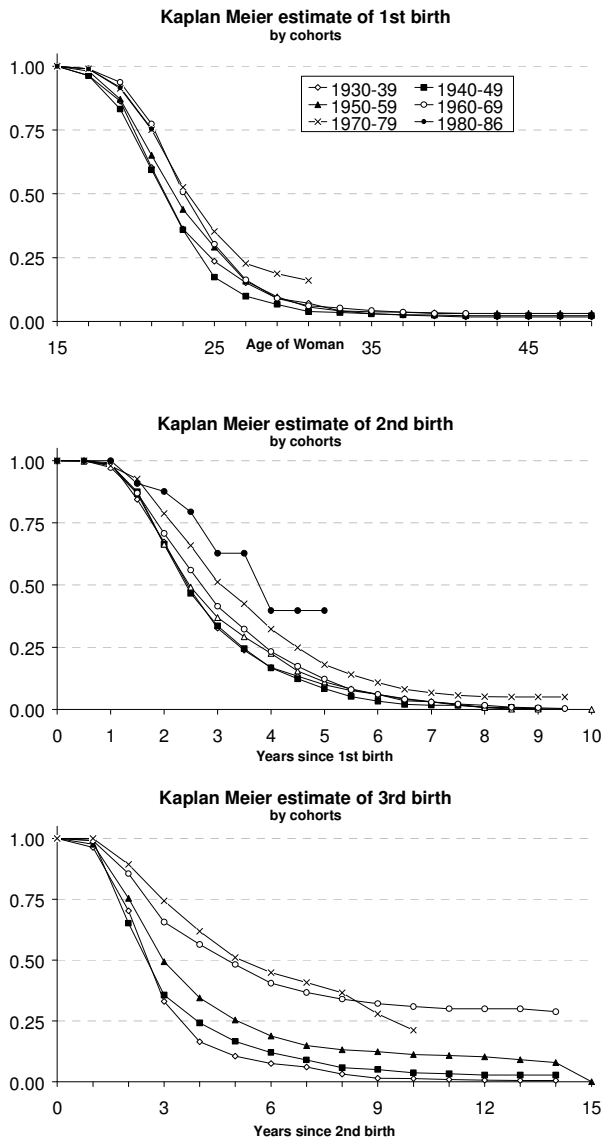 Kaplan Meier estimate of 1st birth
by cohorts
1.00
0.75
0.50
0.25
0.00
1930-39 1940-49
1950-59 1960-69
1970-79 1980-86
15 25 35 45
Age of Woman
Kaplan Meier estimate of 2nd birth
by cohorts
1.00
0.75
0.50
0.25
0.00
0 1 2 3 4 5 6 7 8 9 10
Years since 1st birth
Kaplan Meier estimate of 3rd birth
by cohorts
1.00
0.75
0.50
0.25
0.00
0 3 6 9 12 15
Years since 2nd birth